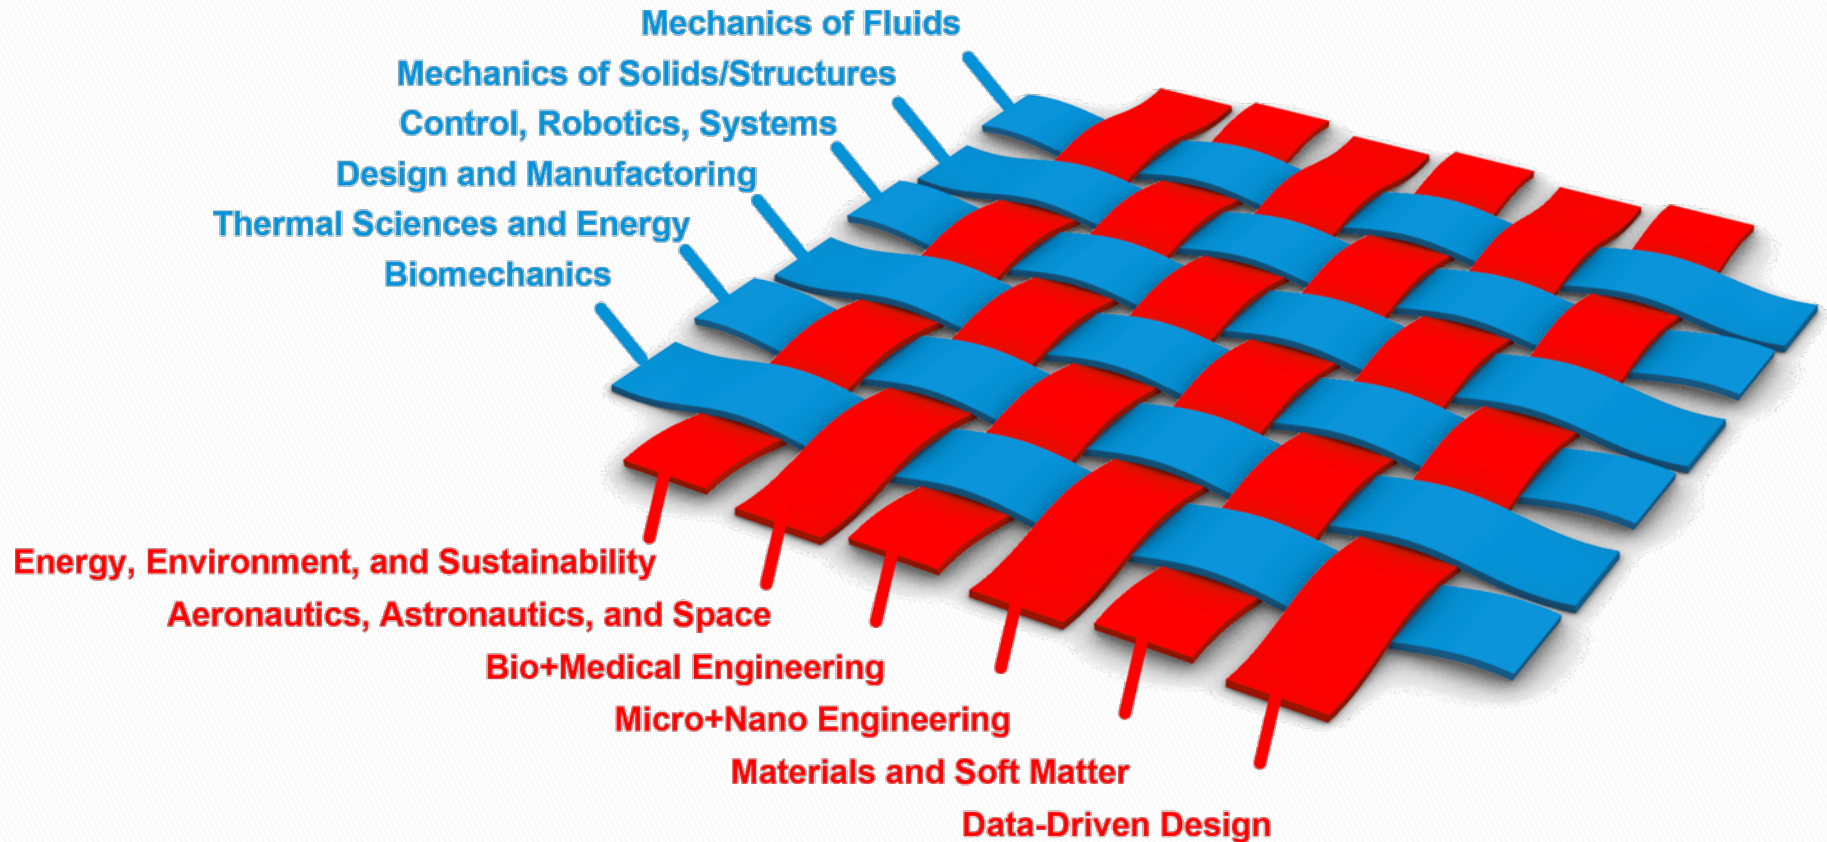 Mechanics of Fluids
Mechanics of Solids/Structures
Control, Robotics, Systems
Design and Manufactoring
Thermal Sciences and Energy
Biomechanics
Energy, Environment, and Sustainability
Aeronautics, Astronautics, and Space
Bio+Medical Engineering
Micro+Nano Engineering
Materials and Soft Matter
Data-Driven Design